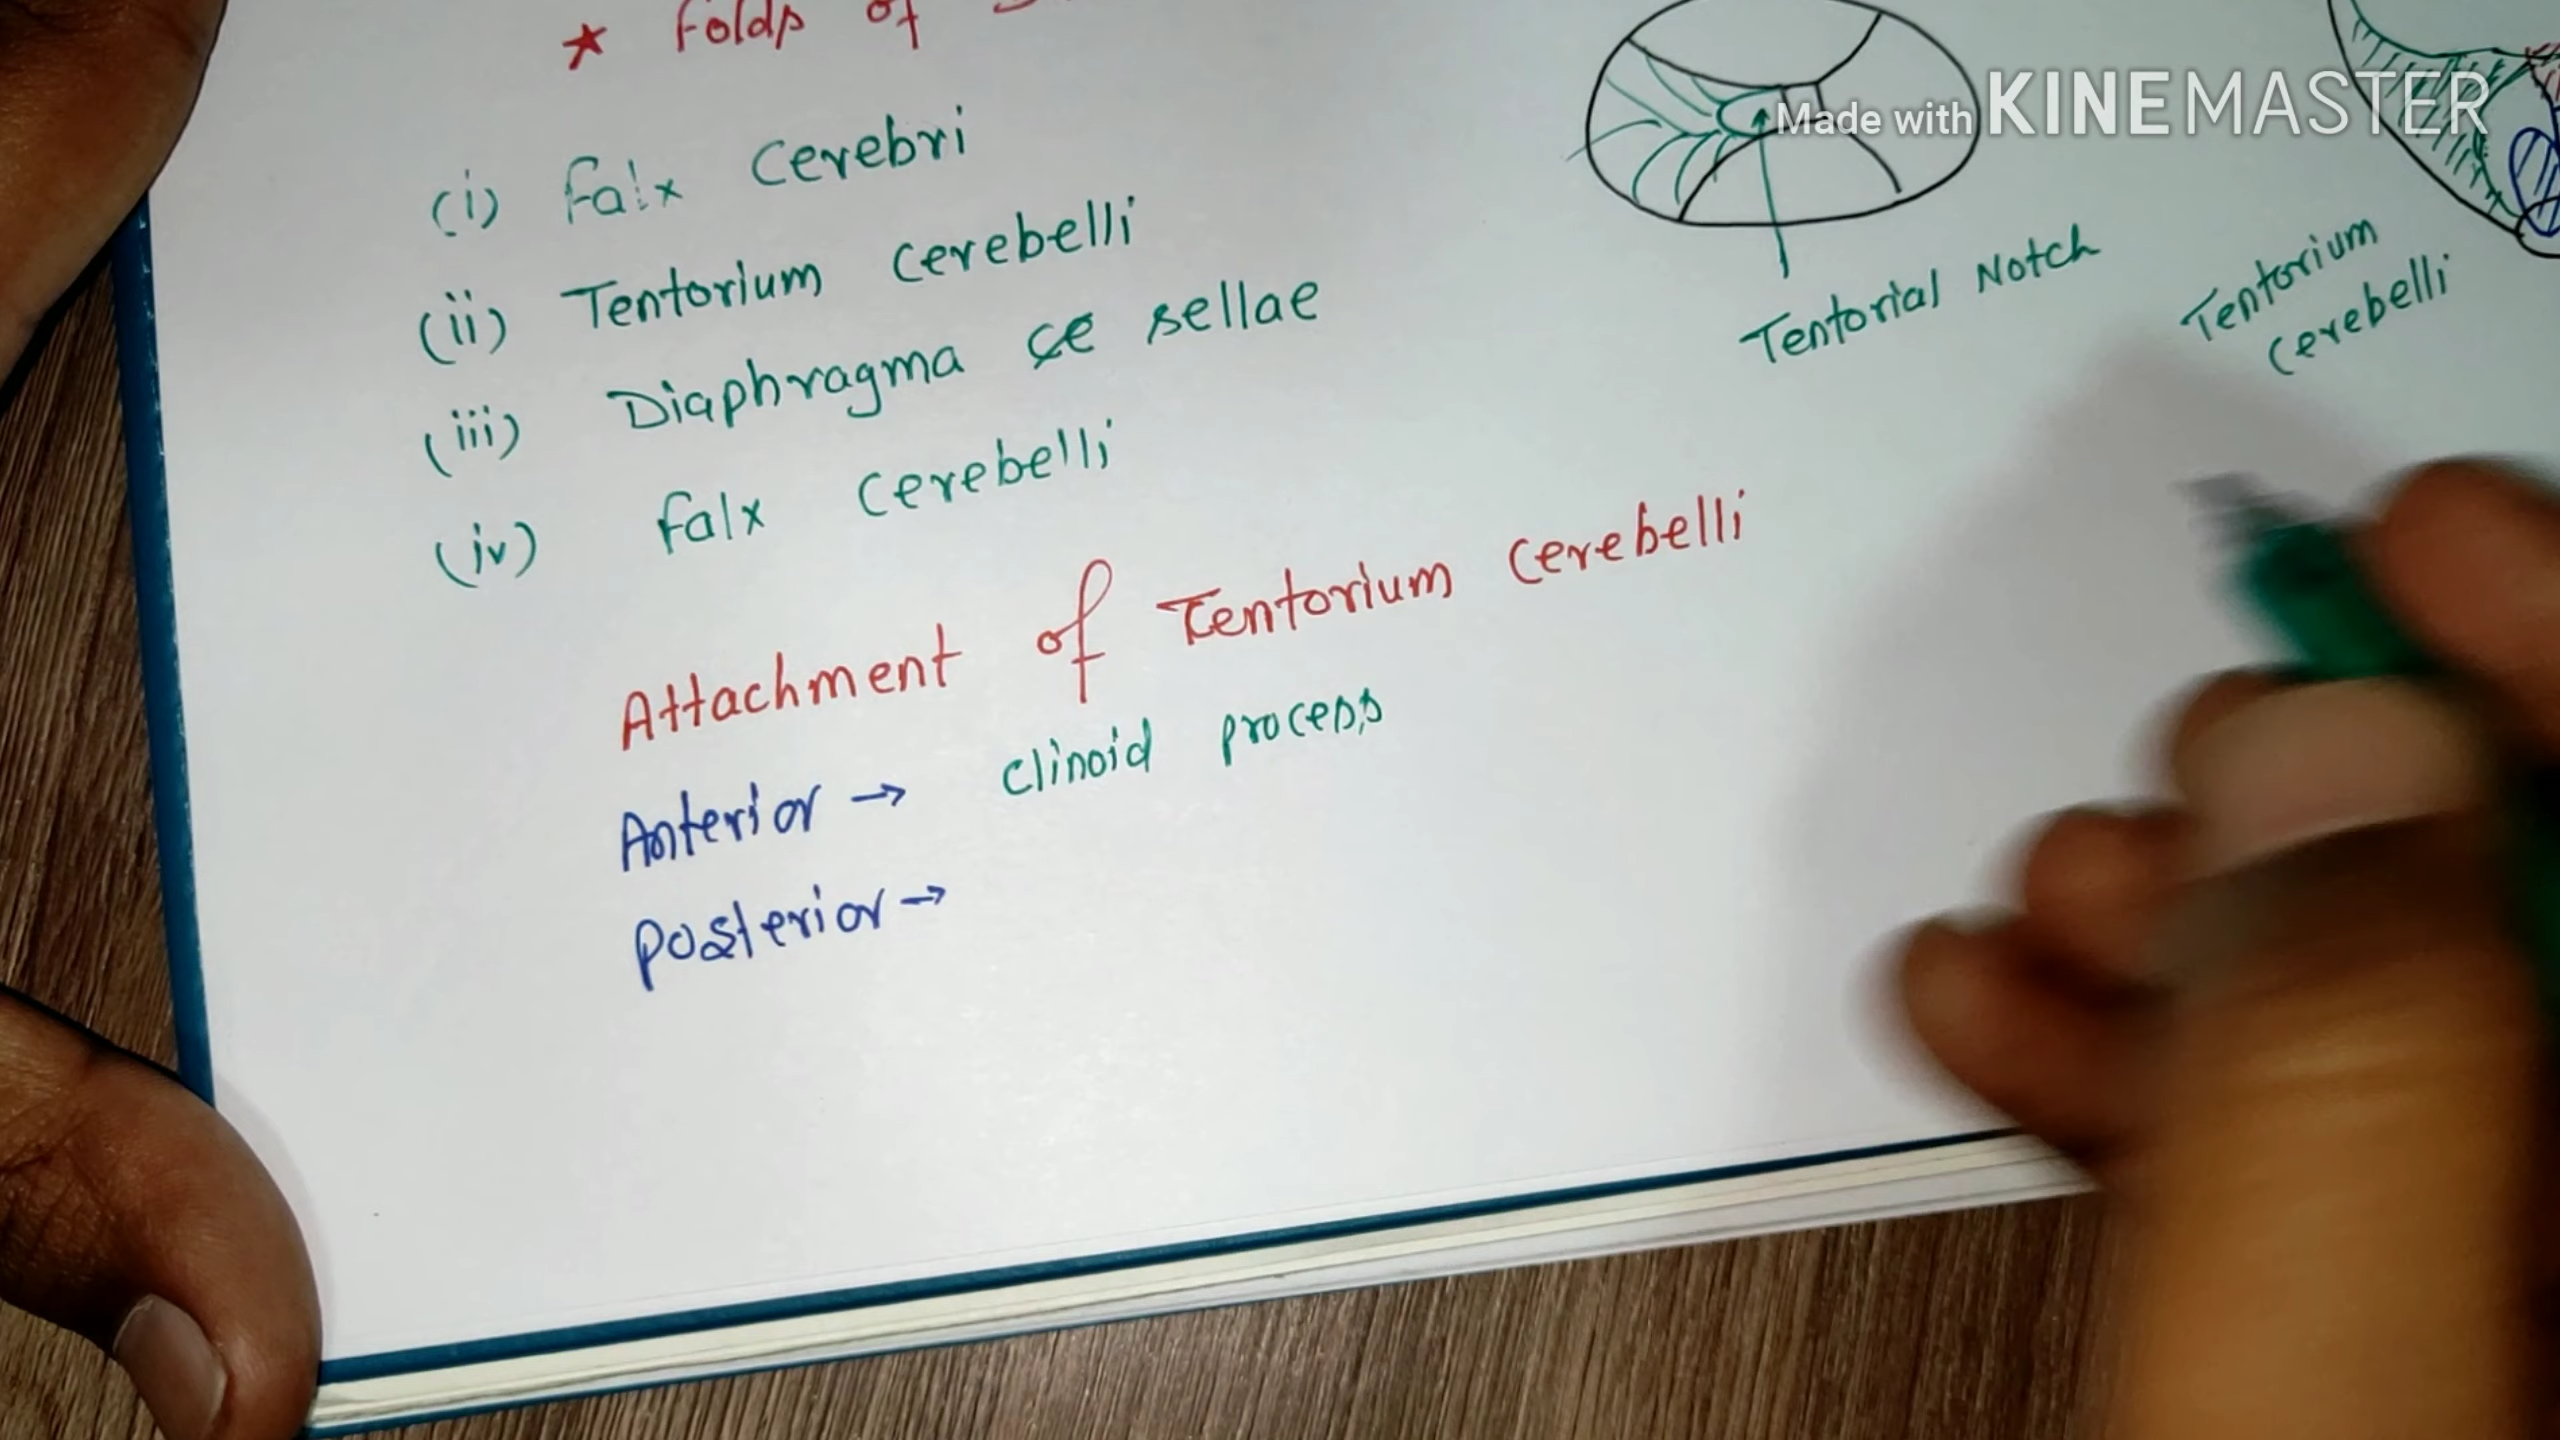 ★ Folds of
(i) Falx Cerebri
(ii) Tentorium Cerebelli
(iii) Diaphragma sellae
(iv) Falx Cerebelli
Attachment of Tentorium Cerebelli
Anterior → clinoid process
Posterior →
Tentorial Notch
Tentorium
Cerebelli
Made with KINEMASTER